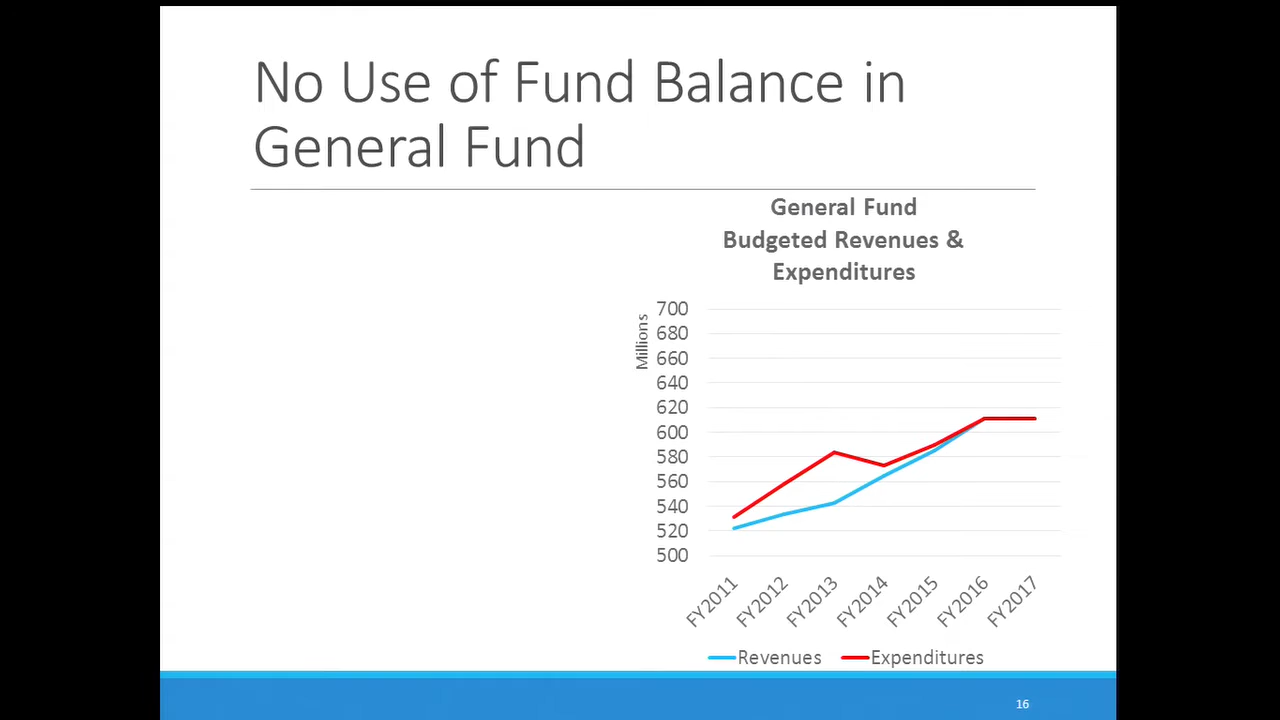 No Use of Fund Balance in
General Fund
General Fund
Budgeted Revenues &
Expenditures
Millions
700
680
660
640
620
600
580
560
540
520
500
FY2011
FY2012
FY2013
FY2014
FY2015
FY2016
FY2017
Revenues
Expenditures
16